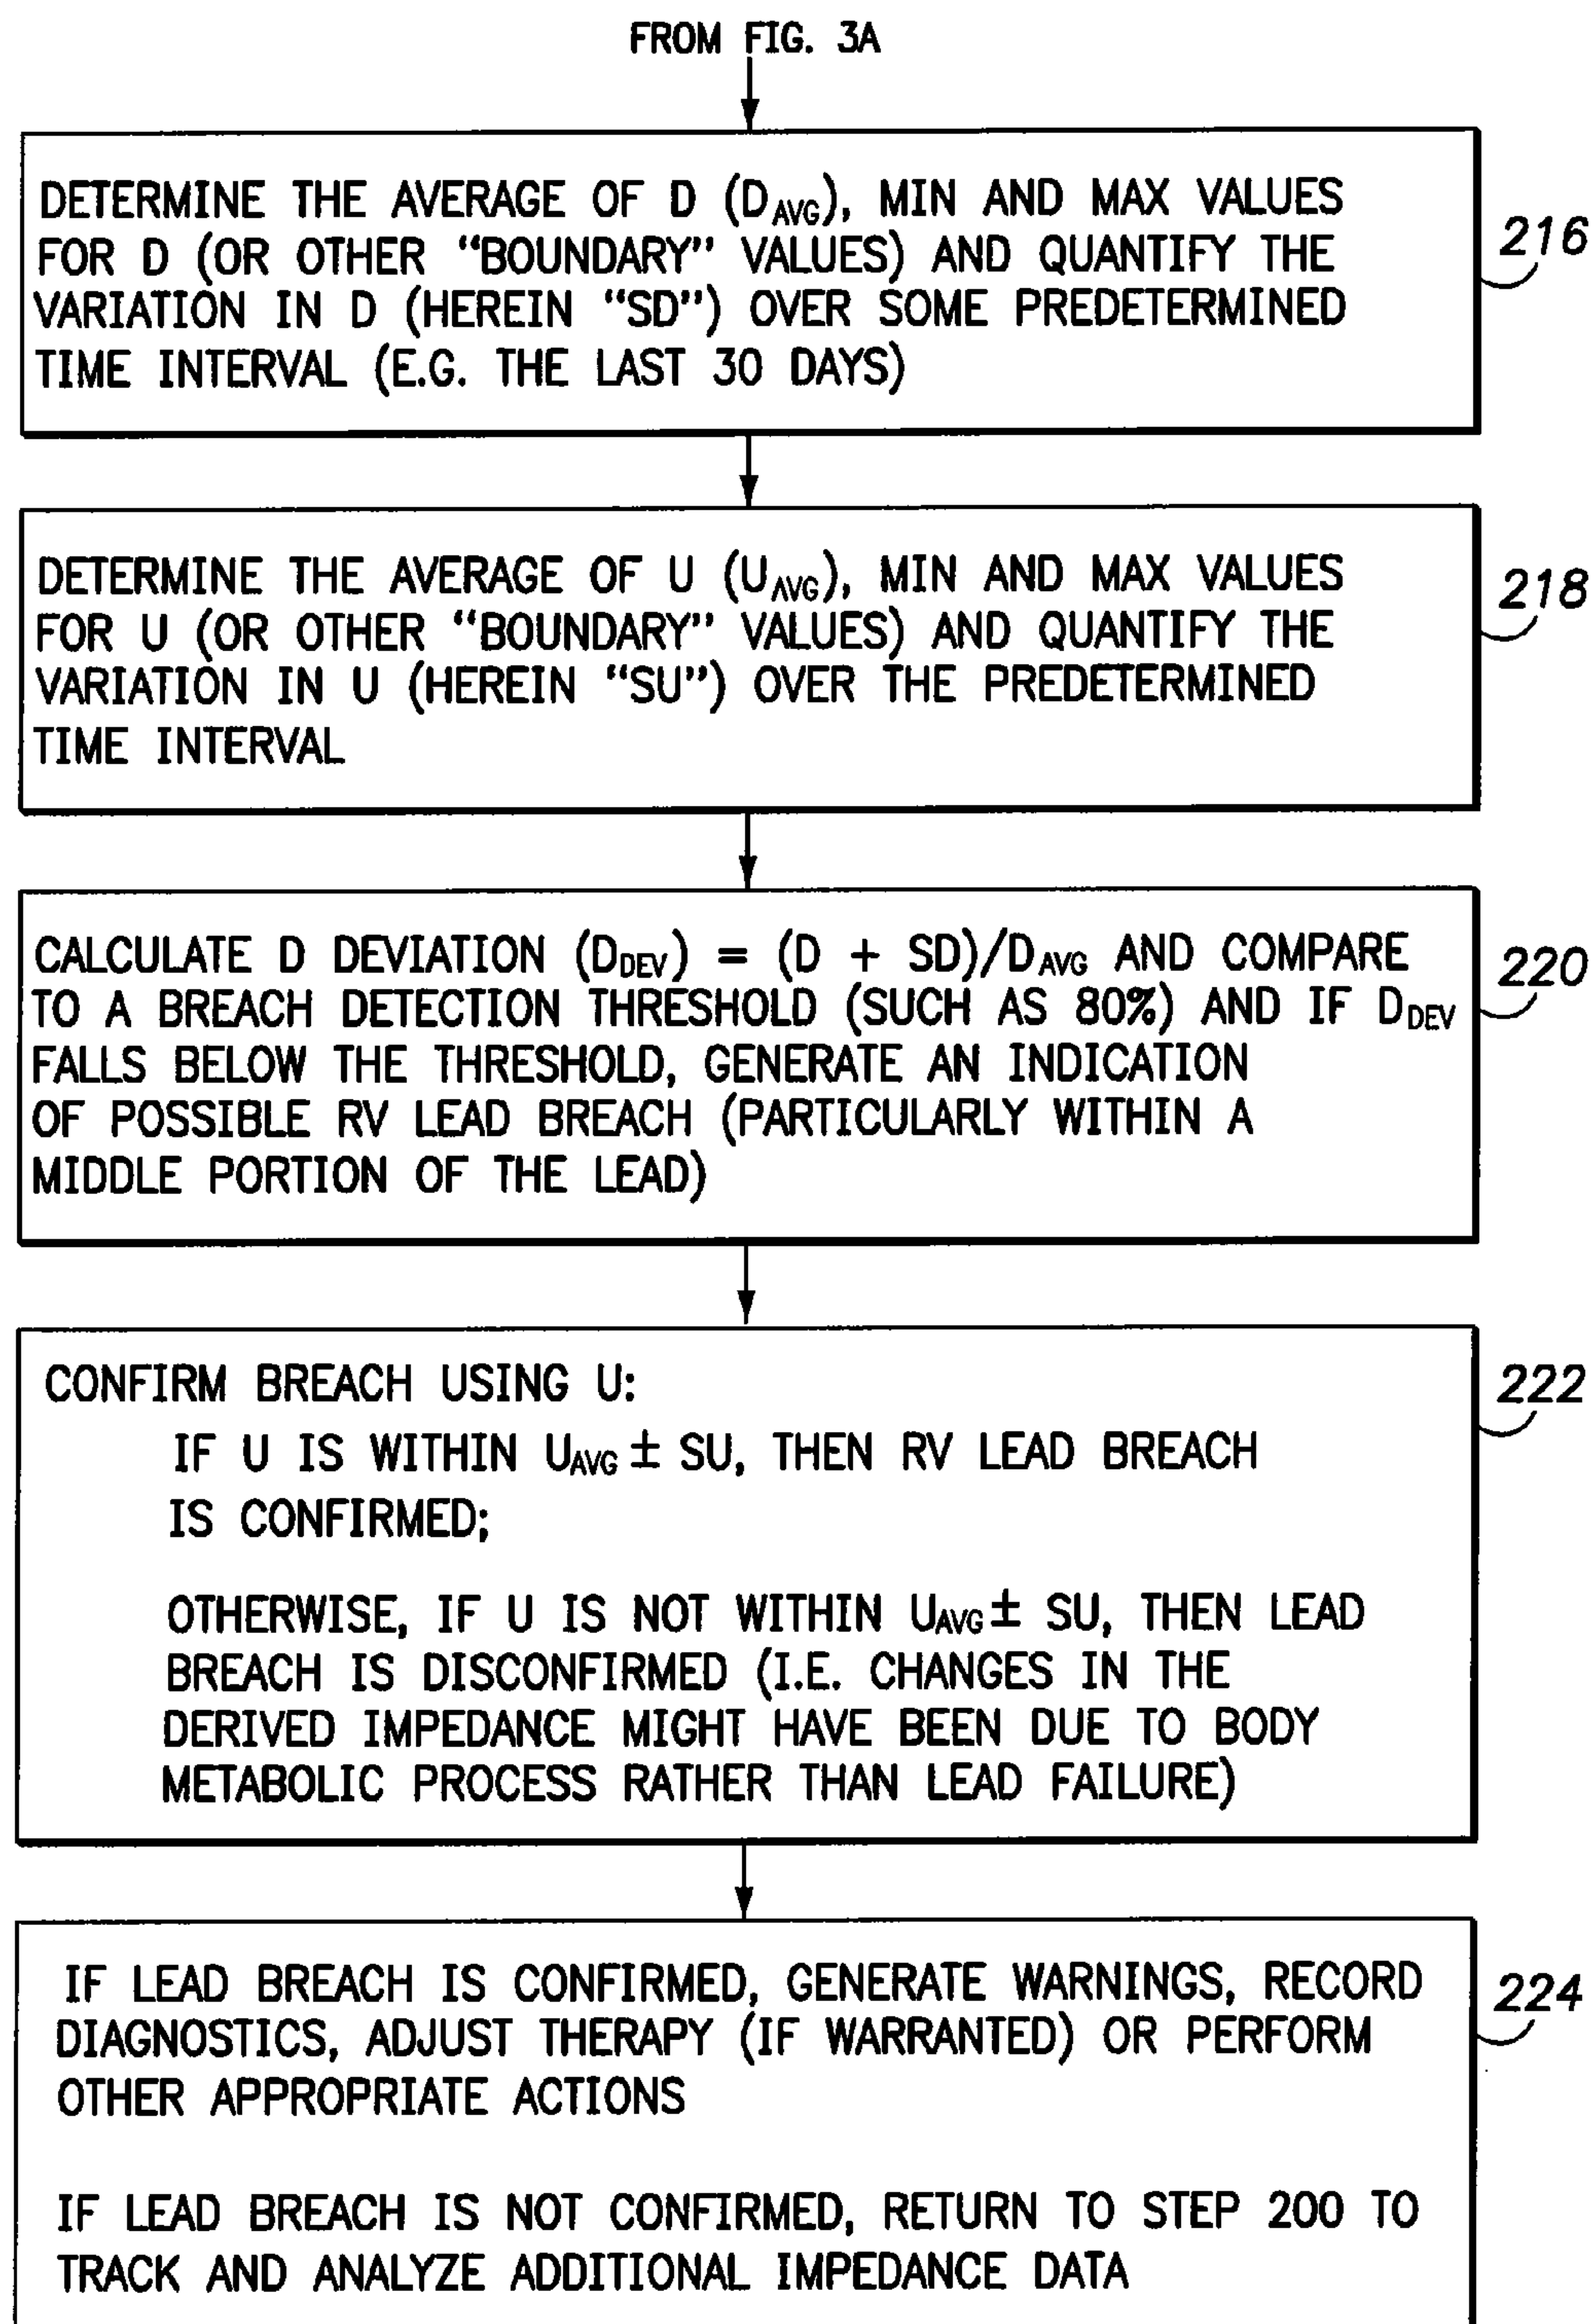 FROM FIG. 3A
DETERMINE THE AVERAGE OF D (DAVG), MIN AND MAX VALUES
FOR D (OR OTHER "BOUNDARY" VALUES) AND QUANTIFY THE
VARIATION IN D (HEREIN "SD") OVER SOME PREDETERMINED
TIME INTERVAL (E.G. THE LAST 30 DAYS)
216
DETERMINE THE AVERAGE OF U (UAVG), MIN AND MAX VALUES
FOR U (OR OTHER "BOUNDARY" VALUES) AND QUANTIFY THE
VARIATION IN U (HEREIN "SU") OVER THE PREDETERMINED
TIME INTERVAL
218
CALCULATE D DEVIATION (DDEV) = (D + SD)/DAVG AND COMPARE
TO A BREACH DETECTION THRESHOLD (SUCH AS 80%) AND IF DDEV
FALLS BELOW THE THRESHOLD, GENERATE AN INDICATION
OF POSSIBLE RV LEAD BREACH (PARTICULARLY WITHIN A
MIDDLE PORTION OF THE LEAD)
220
CONFIRM BREACH USING U:
IF U IS WITHIN UAVG ± SU, THEN RV LEAD BREACH
IS CONFIRMED;
OTHERWISE, IF U IS NOT WITHIN UAVG ± SU, THEN LEAD
BREACH IS DISCONFIRMED (I.E. CHANGES IN THE
DERIVED IMPEDANCE MIGHT HAVE BEEN DUE TO BODY
METABOLIC PROCESS RATHER THAN LEAD FAILURE)
222
IF LEAD BREACH IS CONFIRMED, GENERATE WARNINGS, RECORD
DIAGNOSTICS, ADJUST THERAPY (IF WARRANTED) OR PERFORM
OTHER APPROPRIATE ACTIONS
IF LEAD BREACH IS NOT CONFIRMED, RETURN TO STEP 200 TO
TRACK AND ANALYZE ADDITIONAL IMPEDANCE DATA
224